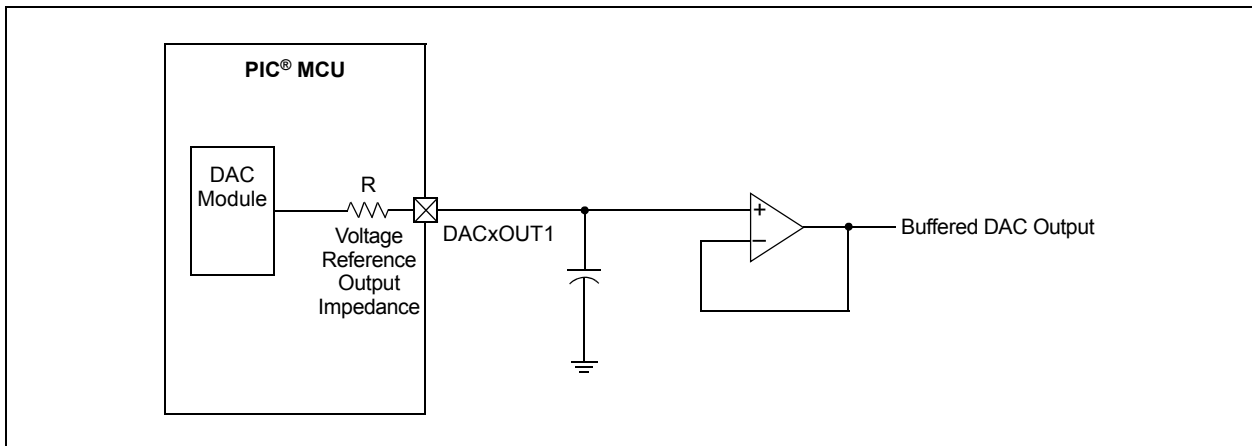 PIC® MCU
DAC
Module
R
DACxOUT1
Voltage
Reference
Output
Impedance
+
−
Buffered DAC Output